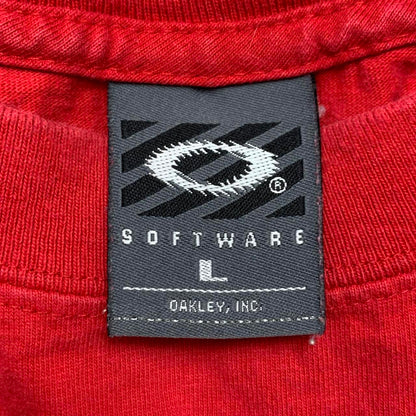 ®
SOFTWARE
L
OAKLEY, INC.